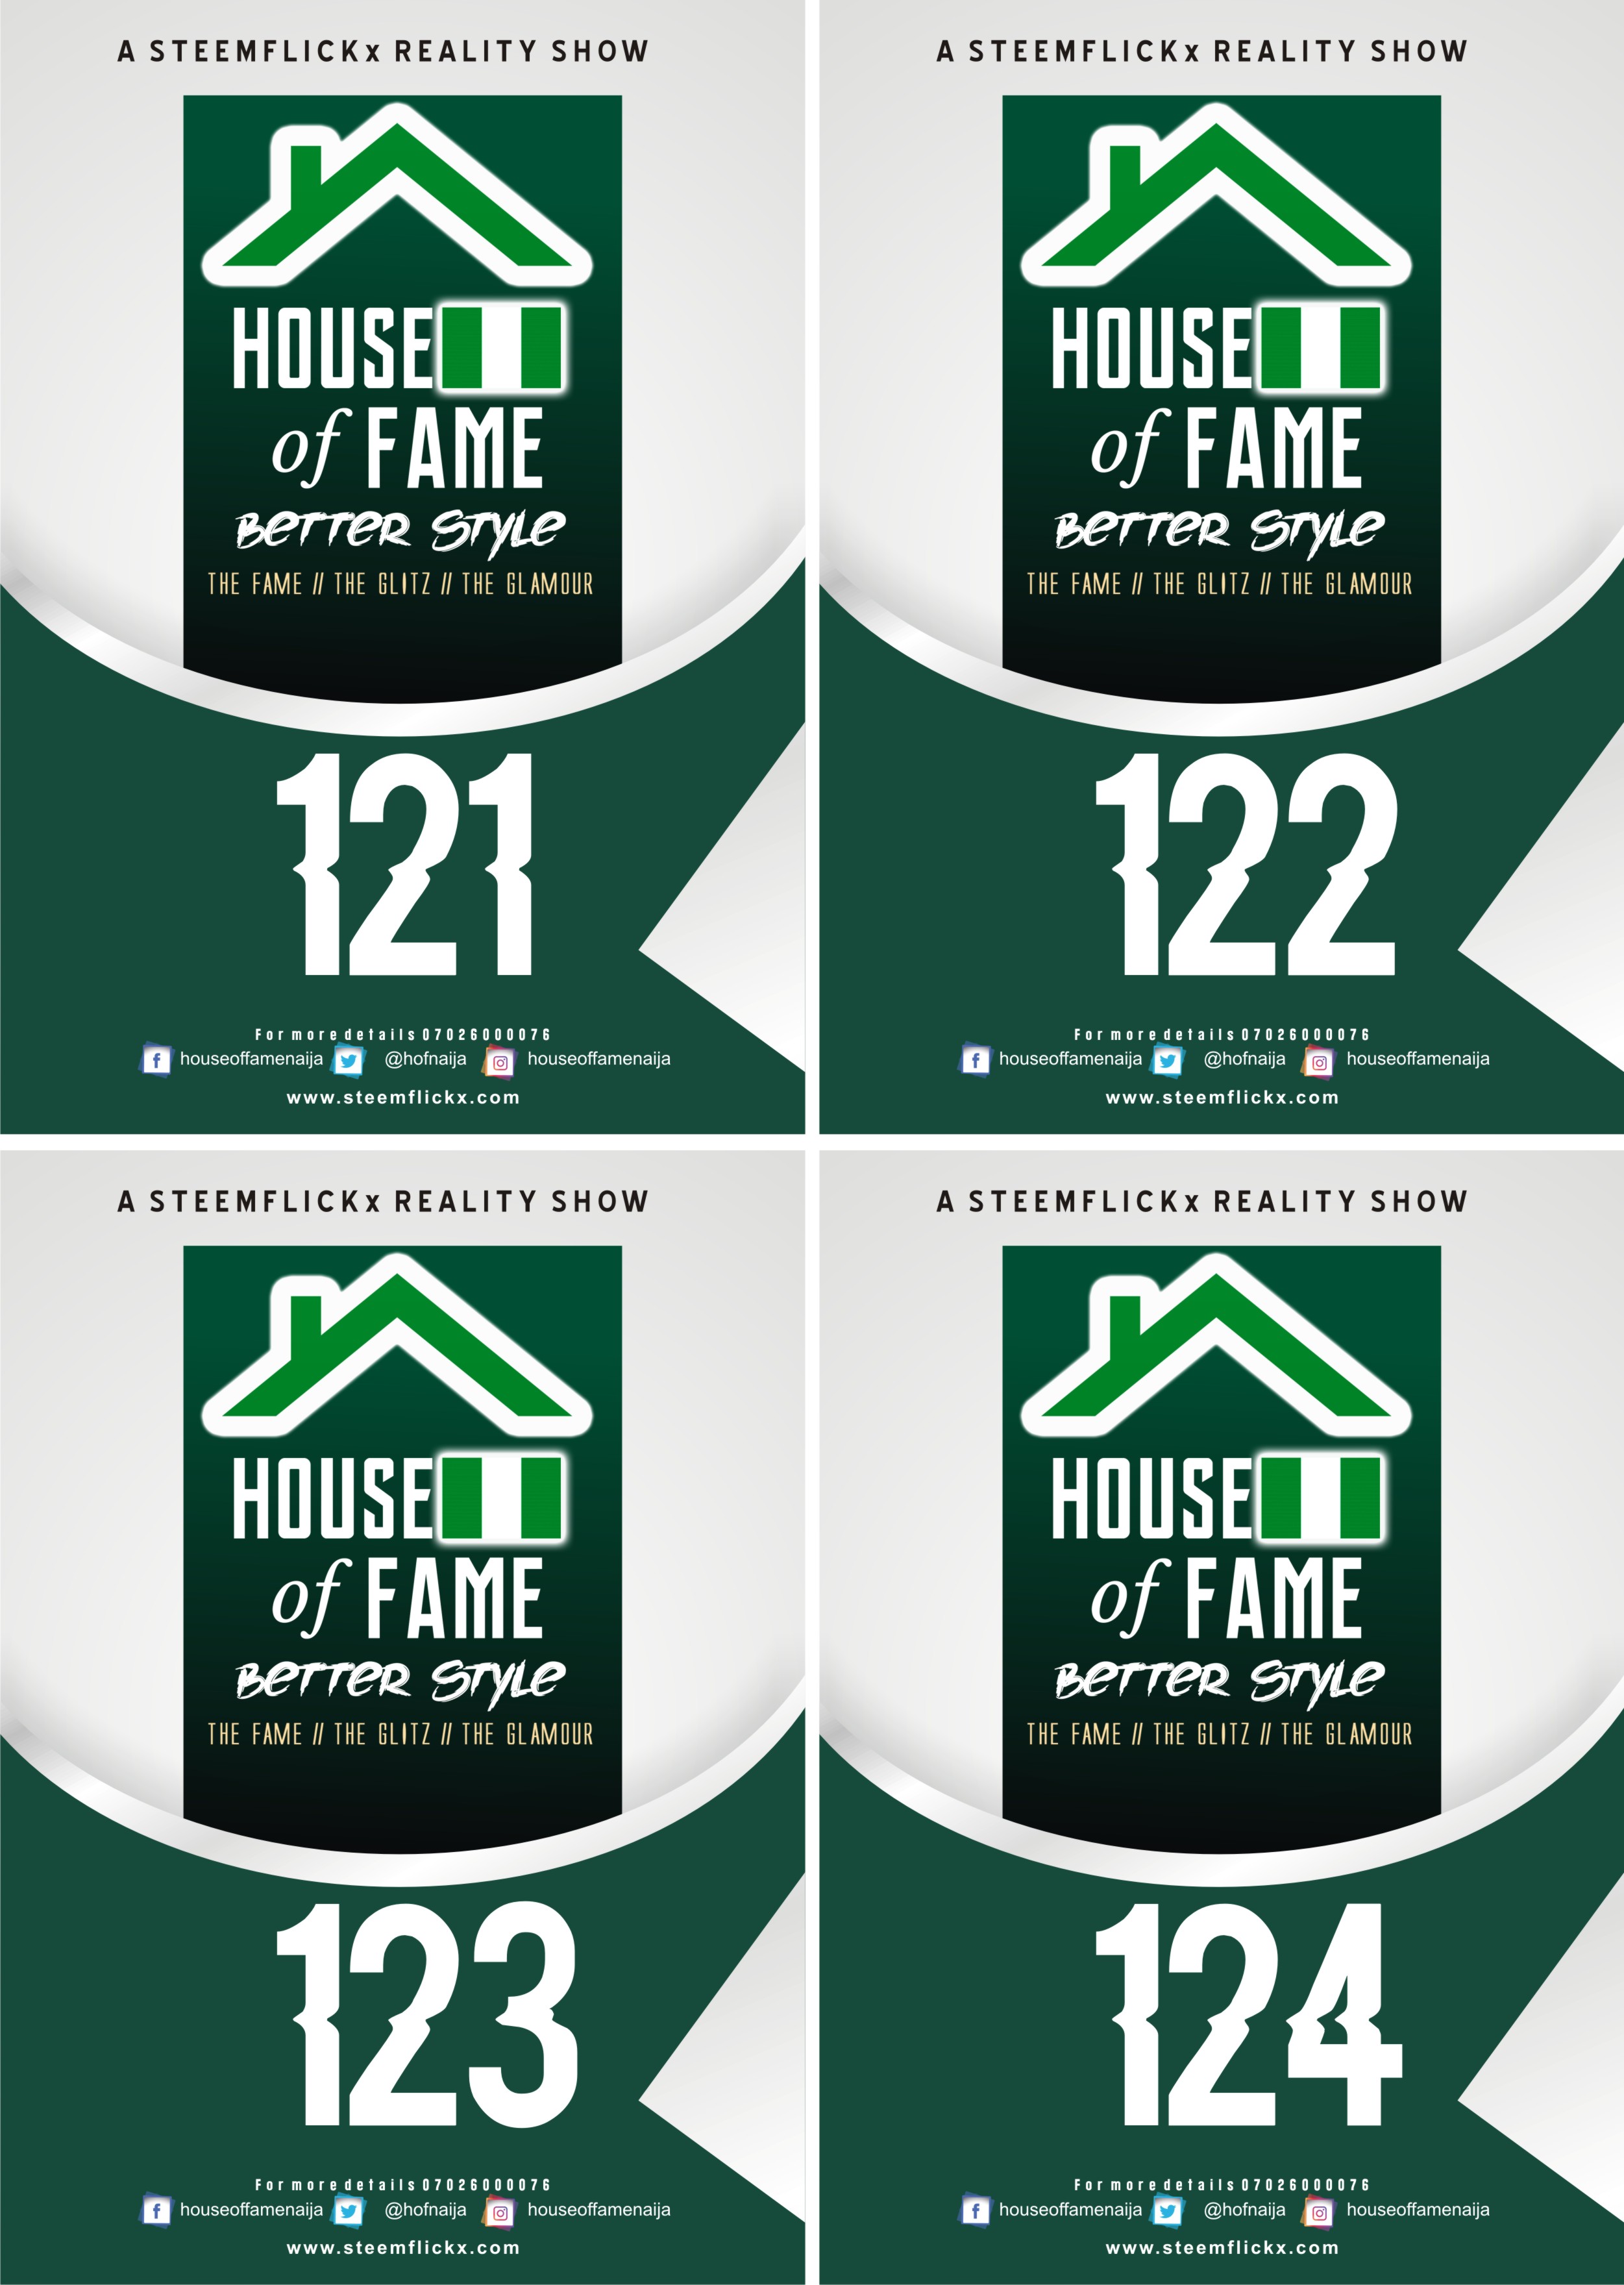 A STEEMFLICKx REALITY SHOW
HOUSE
of FAME
BETTER STYLE
THE FAME // THE GLITZ // THE GLAMOUR
121
For more details 07026000076
houseoffamenaija @hofnaija houseoffamenaija
www.steemflickx.com
A STEEMFLICKx REALITY SHOW
HOUSE
of FAME
BETTER STYLE
THE FAME // THE GLITZ // THE GLAMOUR
122
For more details 07026000076
houseoffamenaija @hofnaija houseoffamenaija
www.steemflickx.com
A STEEMFLICKx REALITY SHOW
HOUSE
of FAME
BETTER STYLE
THE FAME // THE GLITZ // THE GLAMOUR
123
For more details 07026000076
houseoffamenaija @hofnaija houseoffamenaija
www.steemflickx.com
A STEEMFLICKx REALITY SHOW
HOUSE
of FAME
BETTER STYLE
THE FAME // THE GLITZ // THE GLAMOUR
124
For more details 07026000076
houseoffamenaija @hofnaija houseoffamenaija
www.steemflickx.com